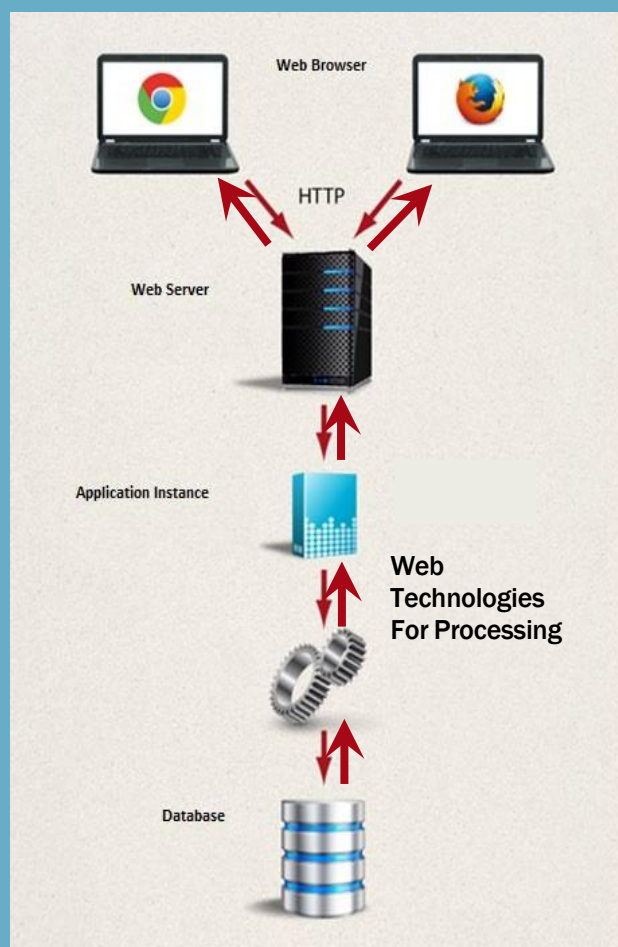 Web Browser
HTTP
Web Server
Application Instance
Web
Technologies
For Processing
Database